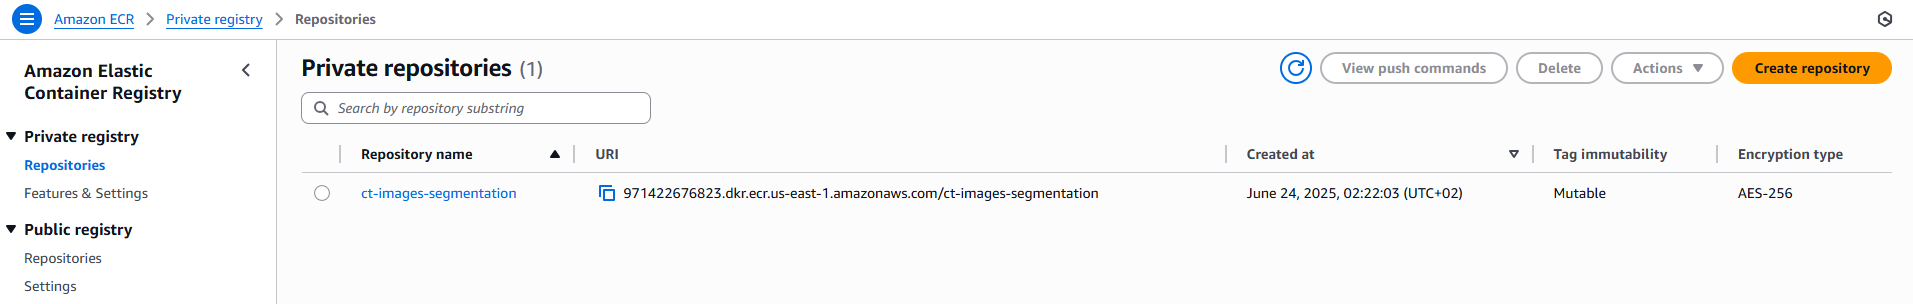 Amazon ECR > Private registry > Repositories
Amazon Elastic
Container Registry
Private registry
Repositories
Features & Settings
Public registry
Repositories
Settings
Private repositories (1)
View push commands
Delete
Actions
Create repository
Search by repository substring
Repository name URI Created at Tag immutability Encryption type
ct-images-segmentation 971422676823.dkr.ecr.us-east-1.amazonaws.com/ct-images-segmentation June 24, 2025, 02:22:03 (UTC+02) Mutable AES-256